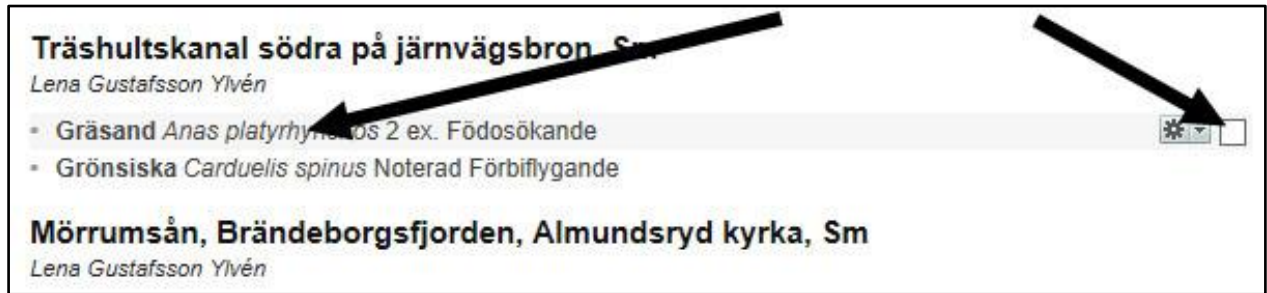 Träshultskanal södra på järnvägsbron, Sm
Lena Gustafsson Ylvén
Gräsand Anas 2 ex. Födosökande
Grönsiska Carduelis spinus Noterad Förbiflygande
Mörrumsån, Brändeborgsfjorden, Almundsryd kyrka, Sm
Lena Gustafsson Ylvén